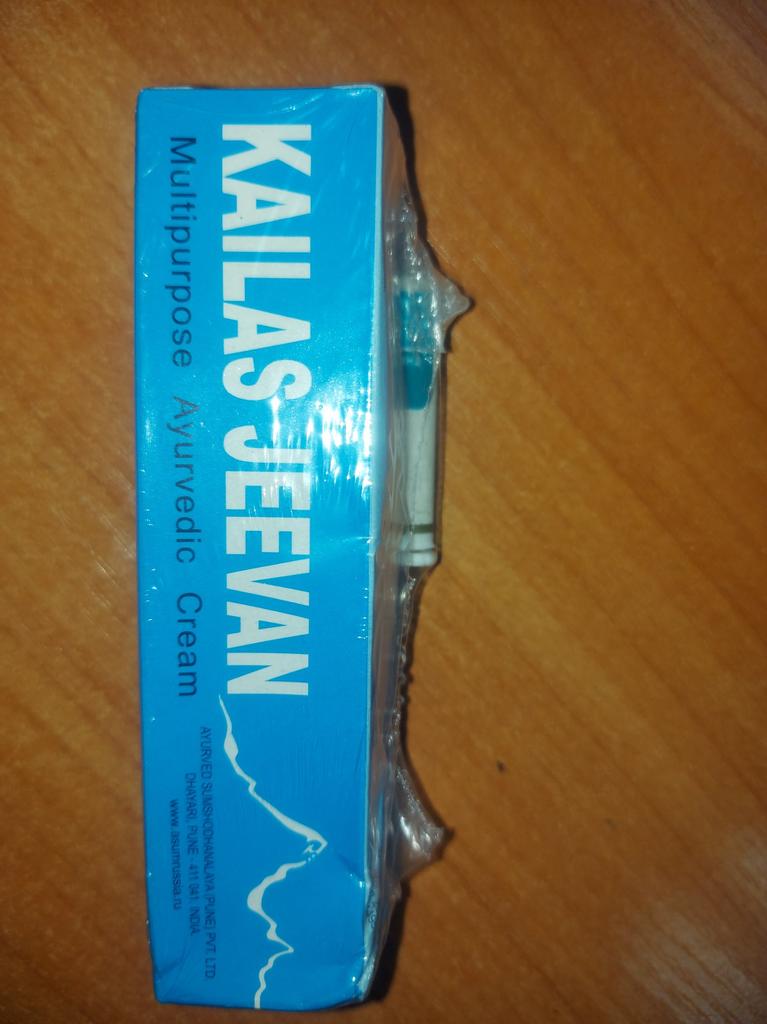 KAILAS JEEVAN
Multipurpose Ayurvedic Cream
AYURVED SUMSHODHANALAYA (PUNE) PVT. LTD.
DHAYARI, PUNE - 411 041. INDIA.
www.asumrussia.ru